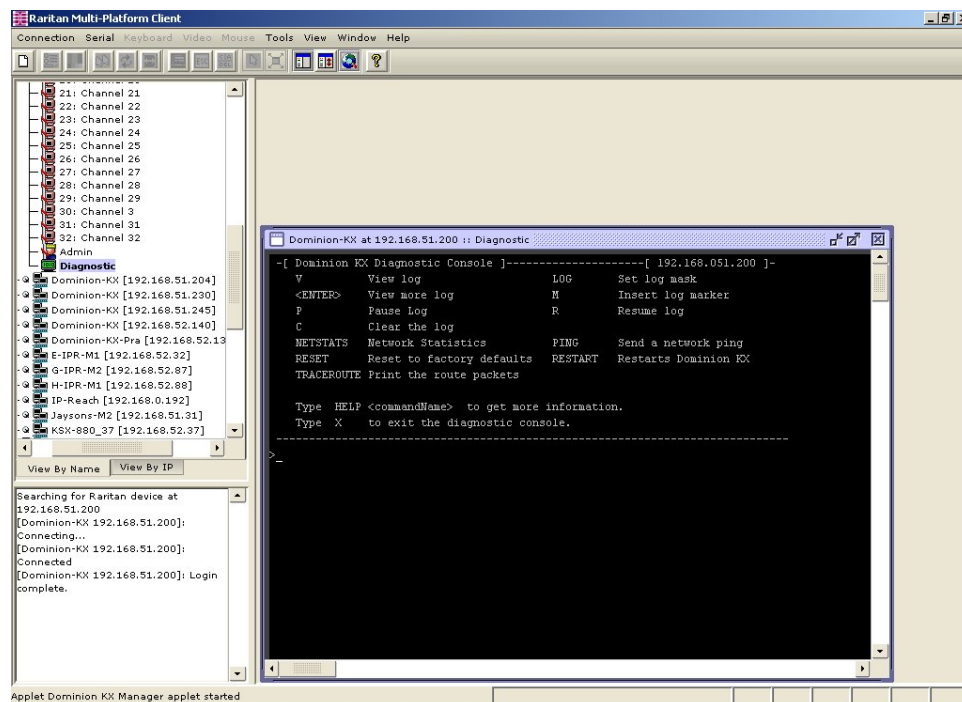 Raritan Multi-Platform Client
Connection Serial Keyboard Video Mouse Tools View Window Help
21: Channel 21
22: Channel 22
23: Channel 23
24: Channel 24
25: Channel 25
26: Channel 26
27: Channel 27
28: Channel 28
29: Channel 29
30: Channel 3
31: Channel 31
32: Channel 32
Admin
Diagnostic
Dominion-KX [192.168.51.204]
Dominion-KX [192.168.51.230]
Dominion-KX [192.168.51.245]
Dominion-KX [192.168.52.140]
Dominion-KX-Pra [192.168.52.13
E-IPR-M1 [192.168.52.32]
G-IPR-M2 [192.168.52.87]
H-IPR-M1 [192.168.52.88]
IP-Reach [192.168.0.192]
Jaysons-M2 [192.168.51.31]
KSX-880_37 [192.168.52.37]
View By Name View By IP
Searching for Raritan device at
192.168.51.200
[Dominion-KX 192.168.51.200]:
Connecting...
[Dominion-KX 192.168.51.200]:
Connected
[Dominion-KX 192.168.51.200]: Login
complete.
Dominion-KX at 192.168.51.200 :: Diagnostic
-[ Dominion KX Diagnostic Console ]---------------------[ 192.168.051.200 ]-
V View log LOG Set log mask
<ENTER> View more log M Insert log marker
P Pause Log R Resume log
C Clear the log
NETSTATS Network Statistics PING Send a network ping
RESET Reset to factory defaults RESTART Restarts Dominion KX
TRACEROUTE Print the route packets
Type HELP <commandName> to get more information.
Type X to exit the diagnostic console.
------------------------------------------------------------------------------
>_
Applet Dominion KX Manager applet started